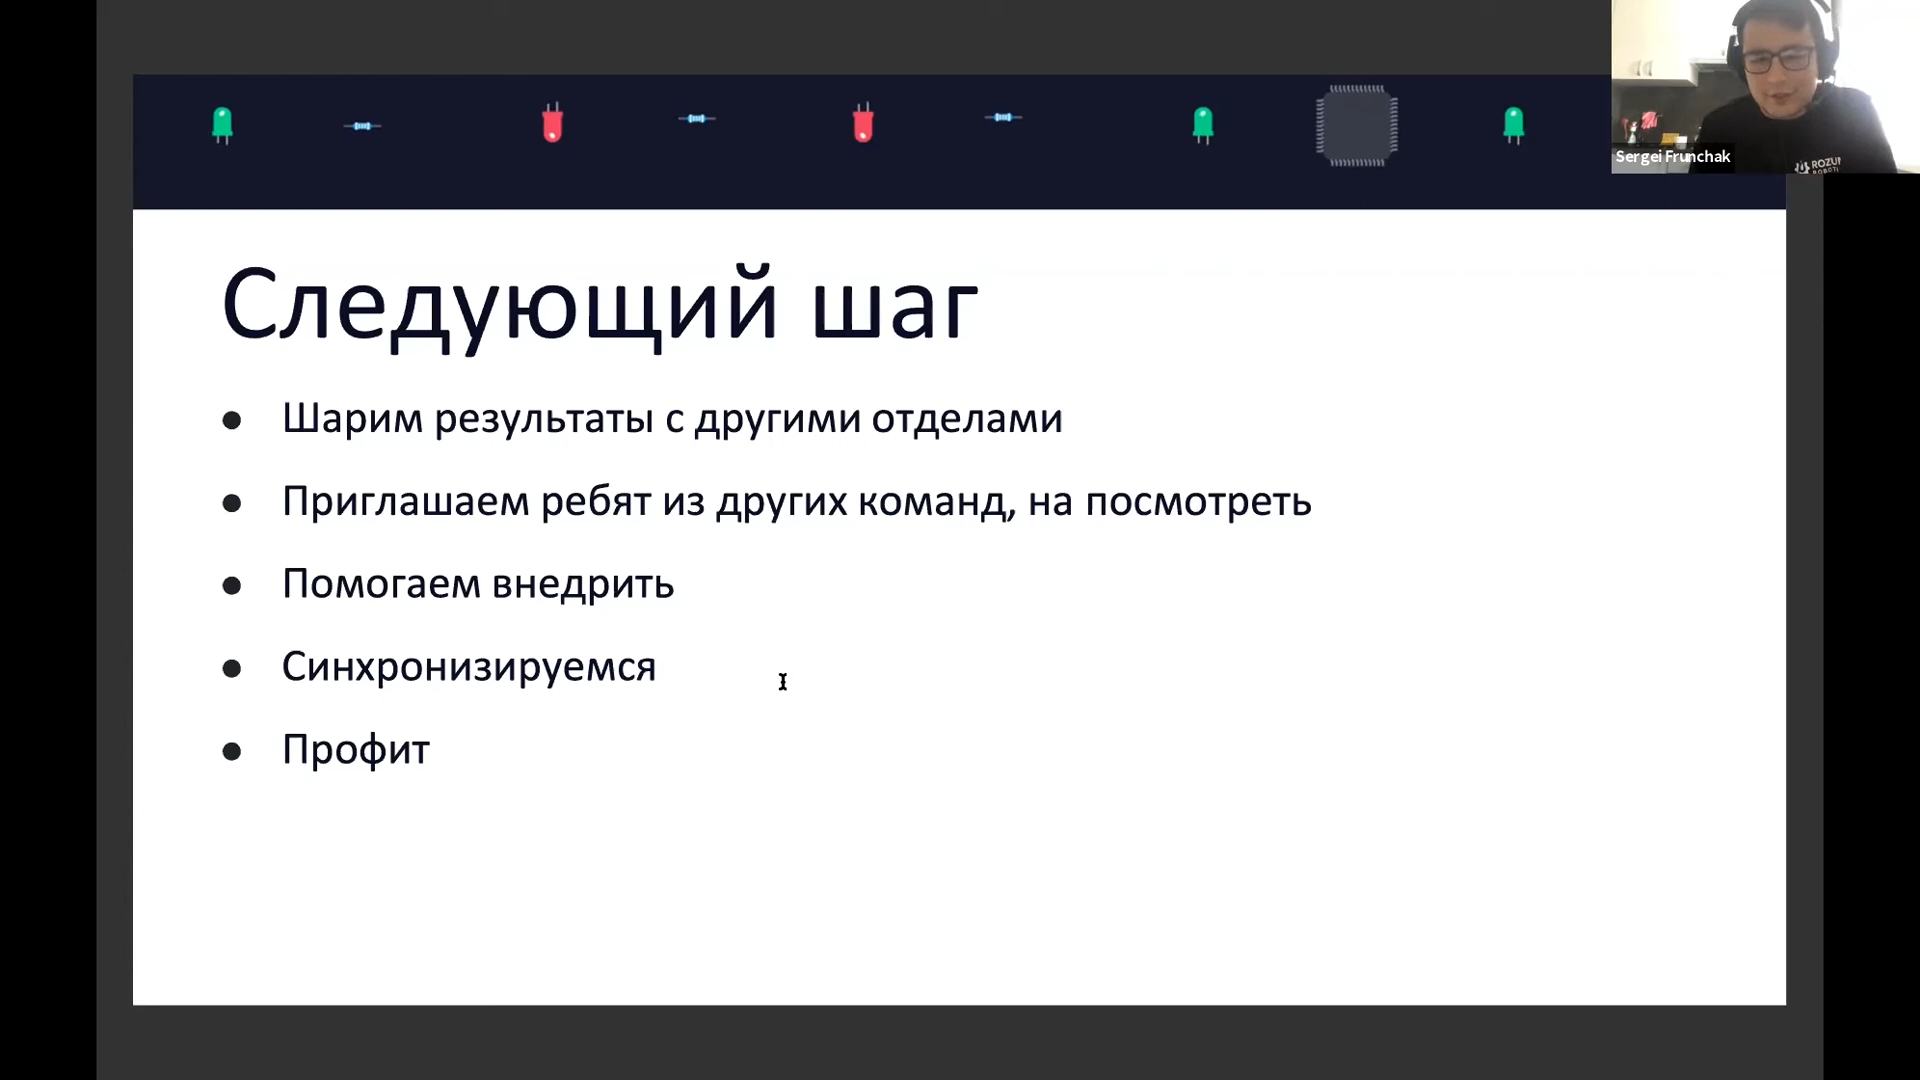 Sergei Frunchak
Следующий шаг
Шарим результаты с другими отделами
Приглашаем ребят из других команд, на посмотреть
Помогаем внедрить
Синхронизируемся
Профит